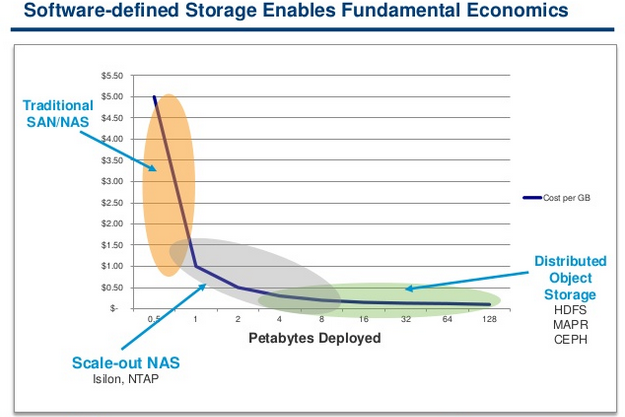 Software-defined Storage Enables Fundamental Economics
Traditional
SAN/NAS
$5.50
$5.00
$4.50
$4.00
$3.50
$3.00
$2.50
$2.00
$1.50
$1.00
$0.50
$-
0.5 1 2 4 8 16 32 64 128
Petabytes Deployed
Cost per GB
Scale-out NAS
Isilon, NTAP
Distributed
Object
Storage
HDFS
MAPR
CEPH